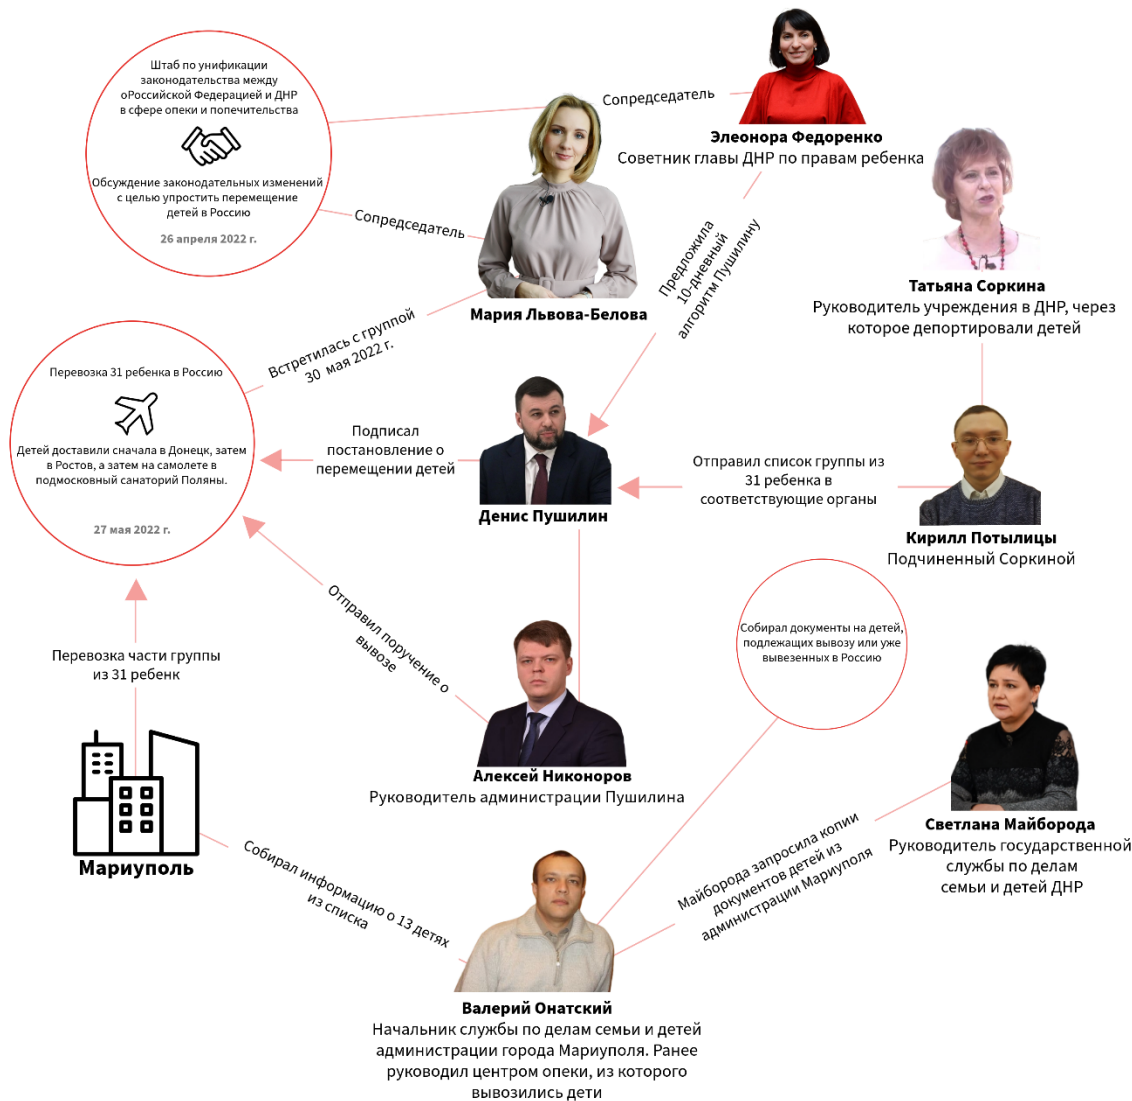 Штаб по унификации
законодательства между
оРоссийской Федерацией и ДНР
в сфере опеки и попечительства
Обсуждение законодательных изменений
с целью упростить перемещение
детей в Россию
26 апреля 2022 г.
Сопредседатель
Элеонора Федоренко
Советник главы ДНР по правам ребенка
Сопредседатель
Мария Львова-Белова
Предложила
10-дневный
алгоритм Пушилину
Татьяна Соркина
Руководитель учреждения в ДНР, через
которое депортировали детей
Встретилась с группой
30 мая 2022 г.
Перевозка 31 ребенка в Россию
Детей доставили сначала в Донецк, затем
в Ростов, а затем на самолете в
подмосковный санаторий Поляны.
27 мая 2022 г.
Подписал
постановление о
перемещении детей
Денис Пушилин
Отправил список группы из
31 ребенка в
соответствующие органы
Кирилл Потылицы
Подчиненный Соркиной
Отправил поручение о
вывозе
Перевозка части группы
из 31 ребенк
Собирал документы на детей,
подлежащих вывозу или уже
вывезенных в Россию
Алексей Никоноров
Руководитель администрации Пушилина
Мариуполь
Светлана Майборода
Руководитель государственной
службы по делам
семьи и детей ДНР
Собирал информацию о 13 детях
из списка
Майборода запросила копии
документов детей из
администрации Мариуполя
Валерий Онатский
Начальник службы по делам семьи и детей
администрации города Мариуполя. Ранее
руководил центром опеки, из которого
вывозились дети